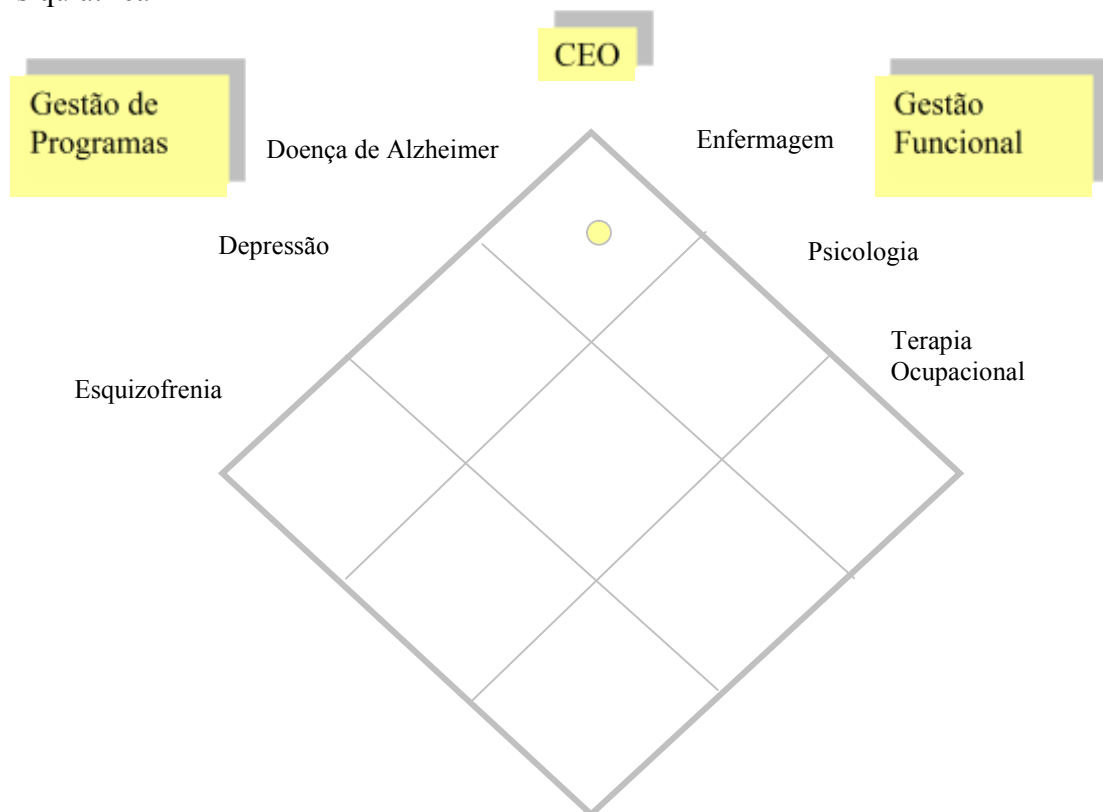 CEO
Gestão de
Programas
Gestão
Funcional
Doença de Alzheimer
Enfermagem
Depressão
Psicologia
Terapia
Ocupacional
Esquizofrenia